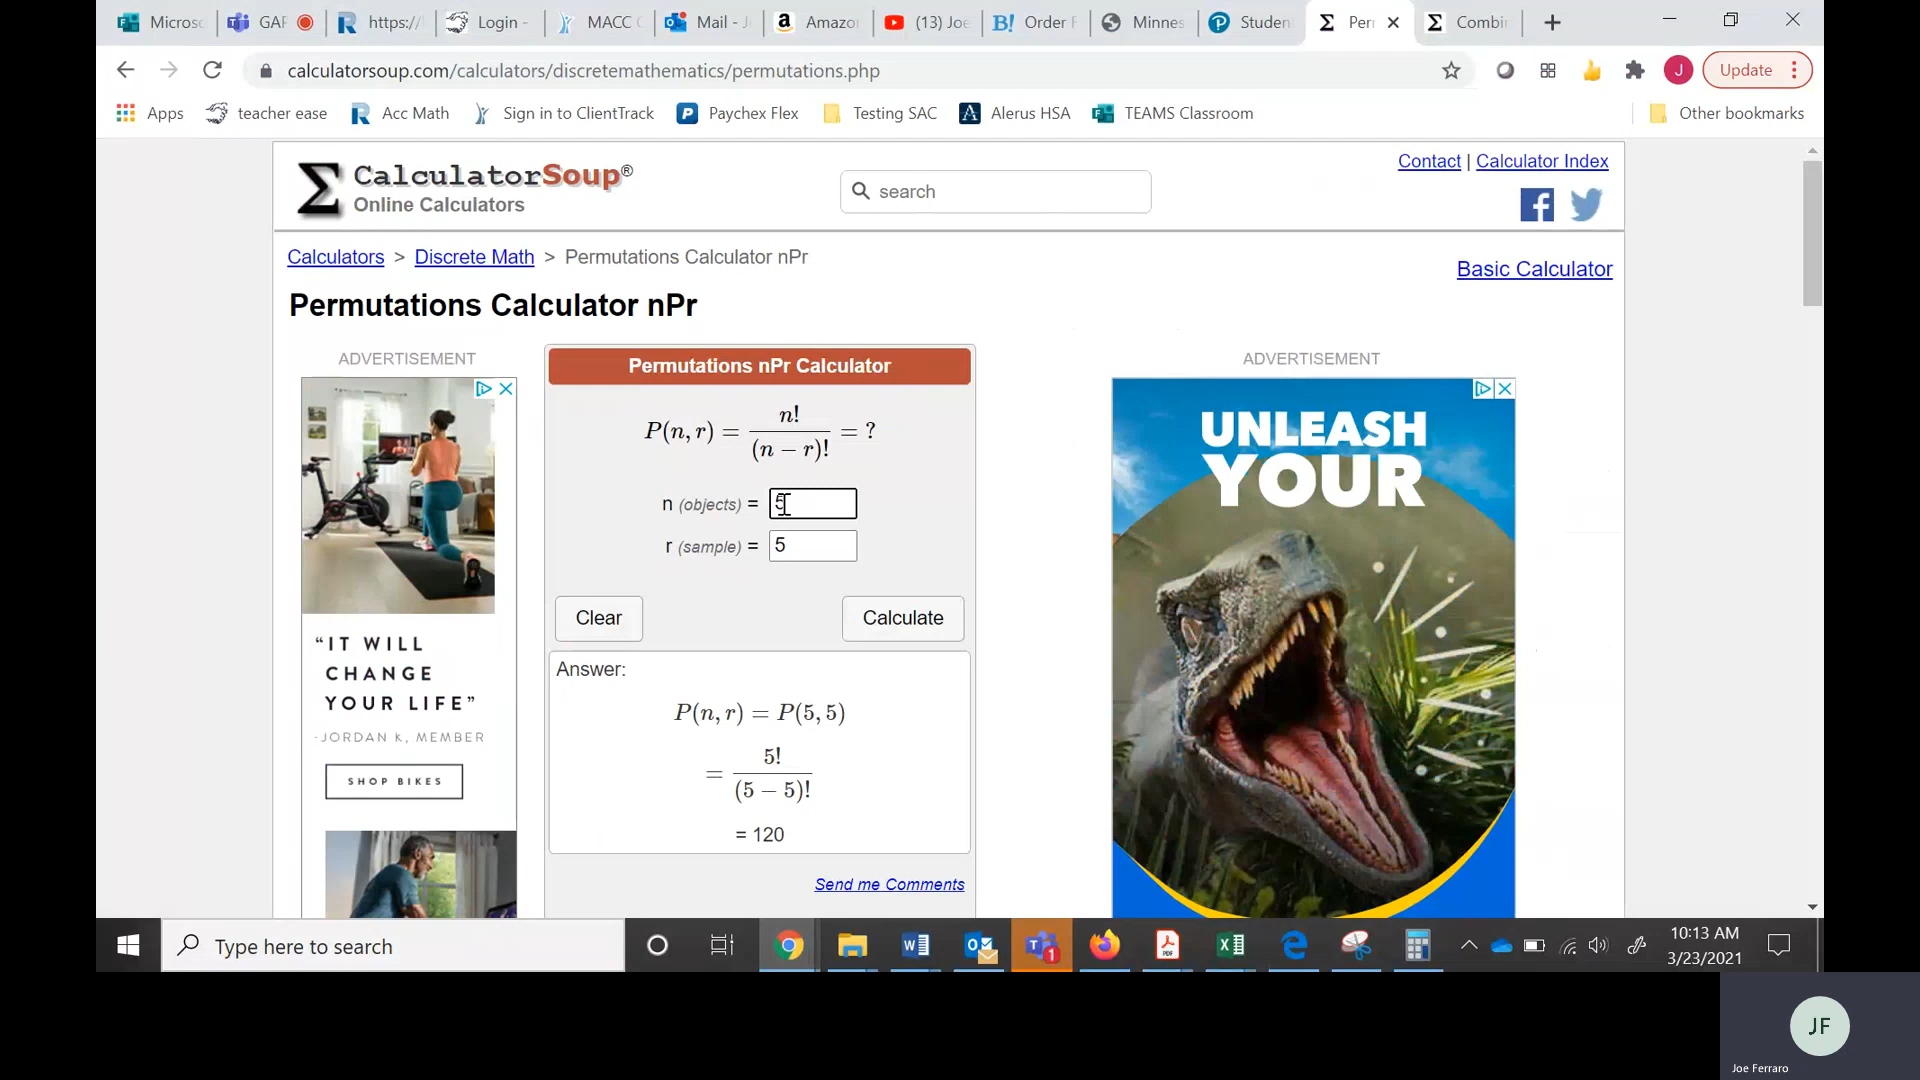 Micros
GAF
https://
Login -
MACC
Mail - J
Amazo
(13) Joe
Order
Minnes
Studen
Per
Combi
calculatorsoup.com/calculators/discretemathematics/permutations.php
J
Update
Apps
teacher ease
Acc Math
Sign in to ClientTrack
Paychex Flex
Testing SAC
Alerus HSA
TEAMS Classroom
Other bookmarks
CalculatorSoup®
Online Calculators
search
Contact | Calculator Index
Calculators > Discrete Math > Permutations Calculator nPr
Basic Calculator
Permutations Calculator nPr
ADVERTISEMENT
“IT WILL
CHANGE
YOUR LIFE”
-JORDAN K, MEMBER
SHOP BIKES
Permutations nPr Calculator
P(n, r) = n! / (n − r)! = ?
n (objects) = 5
r (sample) = 5
Clear
Calculate
Answer:
P(n, r) = P(5, 5)
= 5! / (5 − 5)!
= 120
Send me Comments
ADVERTISEMENT
UNLEASH
YOUR
Type here to search
10:13 AM
3/23/2021
JF
Joe Ferraro